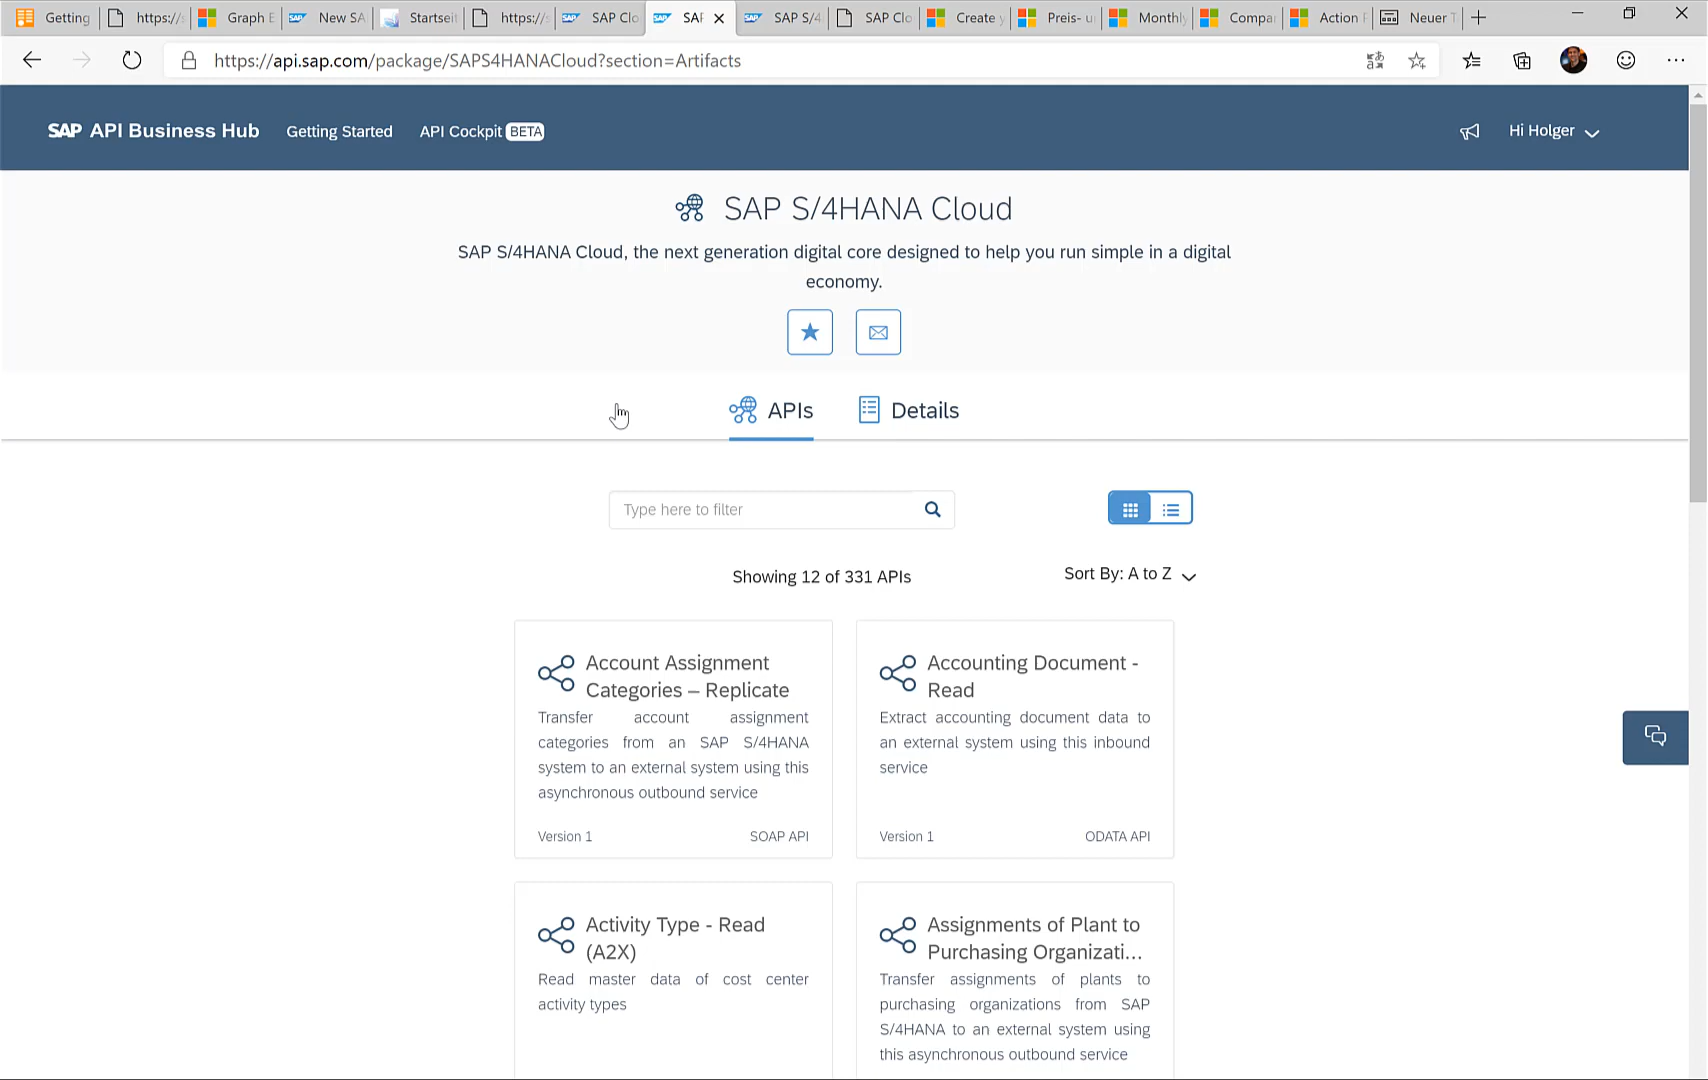 Getting
https:/
Graph E
New SA
Startseit
https:/
SAP Clo
SAP
SAP S/4
SAP Clo
Create y
Preis- u
Monthly
Compa
Action
Neuer T
https://api.sap.com/package/SAPS4HANACloud?section=Artifacts
SAP API Business Hub
Getting Started
API Cockpit BETA
Hi Holger
SAP S/4HANA Cloud
SAP S/4HANA Cloud, the next generation digital core designed to help you run simple in a digital
economy.
APIs
Details
Type here to filter
Showing 12 of 331 APIs
Sort By: A to Z
Account Assignment
Categories – Replicate
Transfer account assignment
categories from an SAP S/4HANA
system to an external system using this
asynchronous outbound service
Version 1
SOAP API
Accounting Document -
Read
Extract accounting document data to
an external system using this inbound
service
Version 1
ODATA API
Activity Type - Read
(A2X)
Read master data of cost center
activity types
Assignments of Plant to
Purchasing Organizati...
Transfer assignments of plants to
purchasing organizations from SAP
S/4HANA to an external system using
this asynchronous outbound service